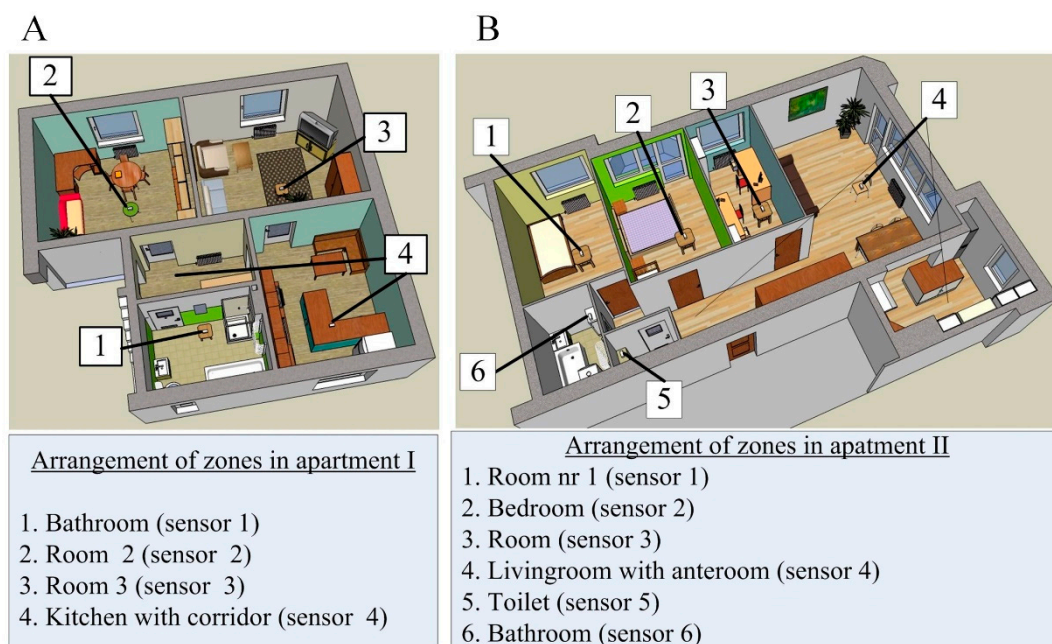 A
B
2
3
4
1
1
2
3
4
6
5
Arrangement of zones in apartment I
1. Bathroom (sensor 1)
2. Room 2 (sensor 2)
3. Room 3 (sensor 3)
4. Kitchen with corridor (sensor 4)
Arrangement of zones in apatment II
1. Room nr 1 (sensor 1)
2. Bedroom (sensor 2)
3. Room (sensor 3)
4. Livingroom with anteroom (sensor 4)
5. Toilet (sensor 5)
6. Bathroom (sensor 6)